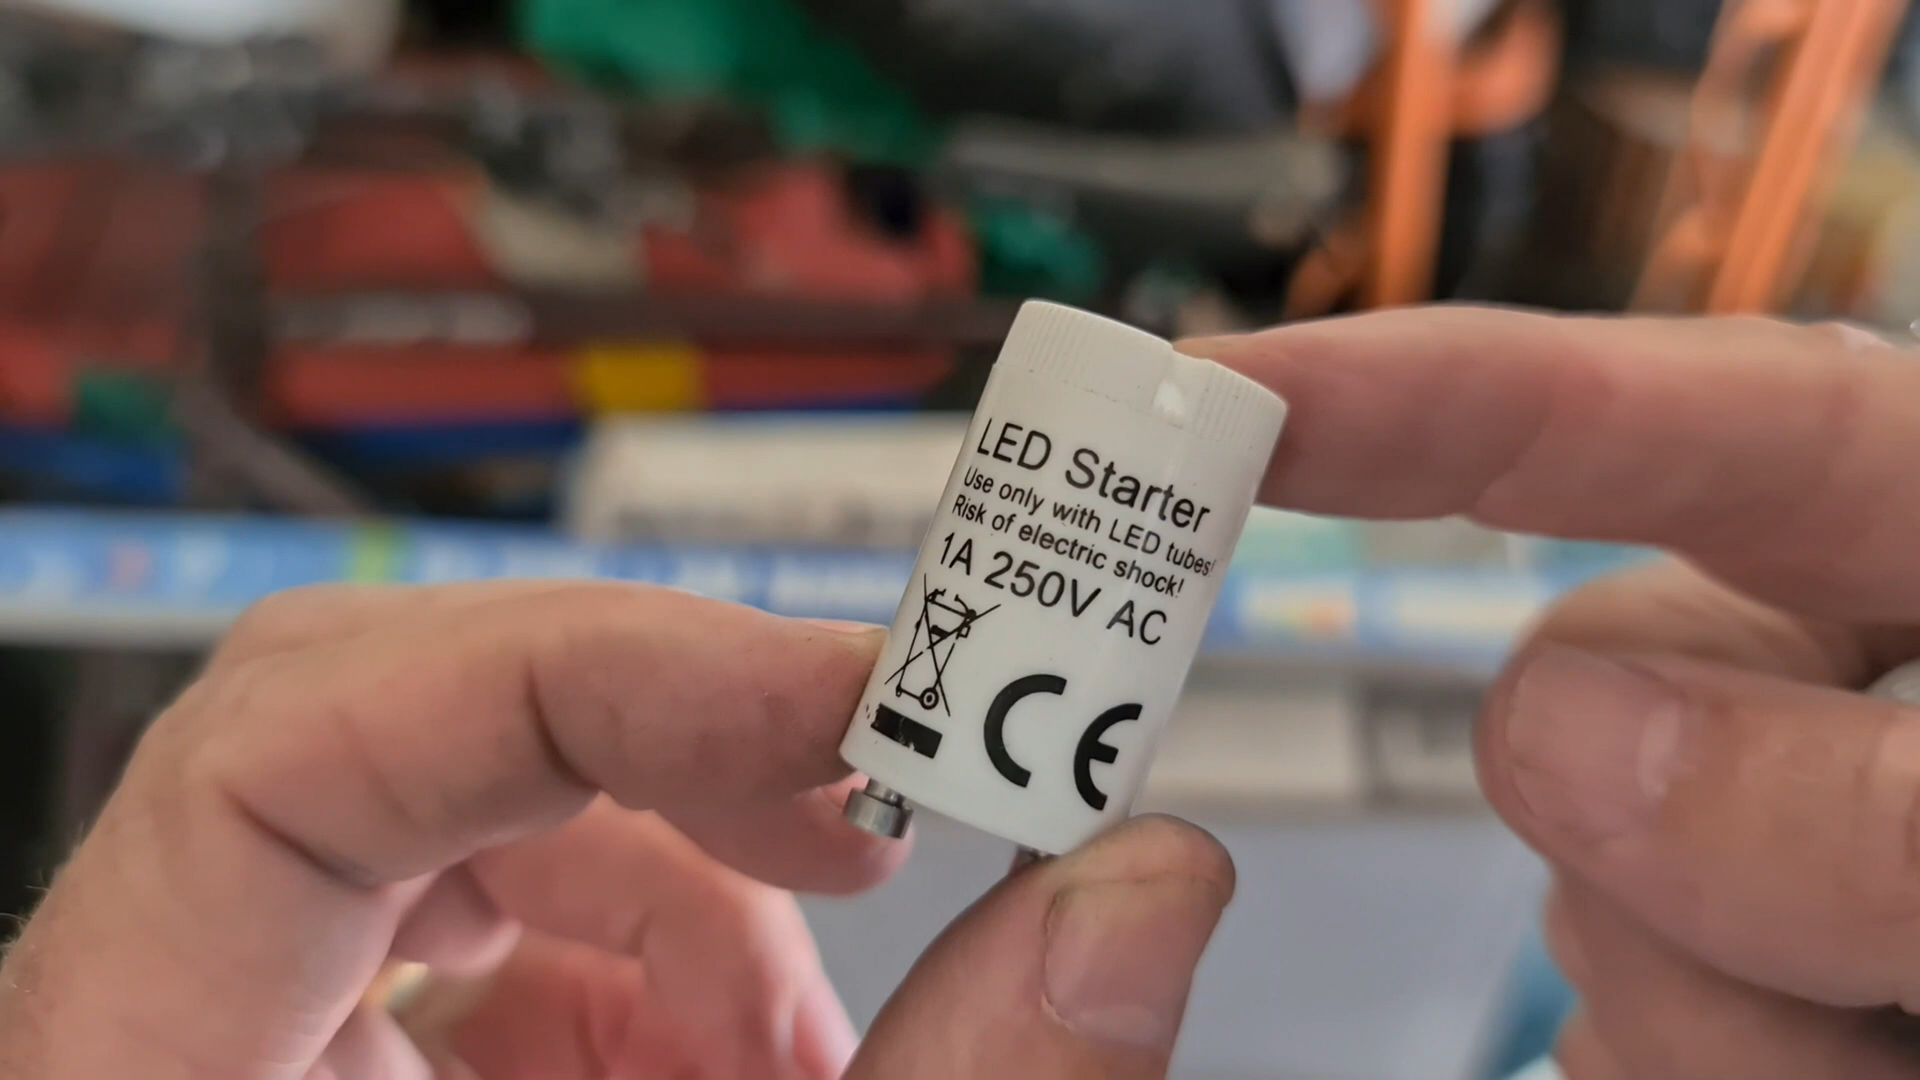 LED Starter
Use only with LED tubes!
Risk of electric shock!
1A 250V AC
CE